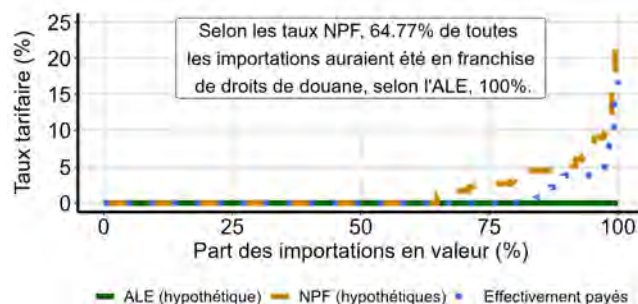 25
20
15
10
5
0
Taux tarifaire (%)
Selon les taux NPF, 64.77% de toutes
les importations auraient été en franchise
de droits de douane, selon l'ALE, 100%.
0 25 50 75 100
Part des importations en valeur (%)
ALE (hypothétique) NPF (hypothétiques) Effectivement payés